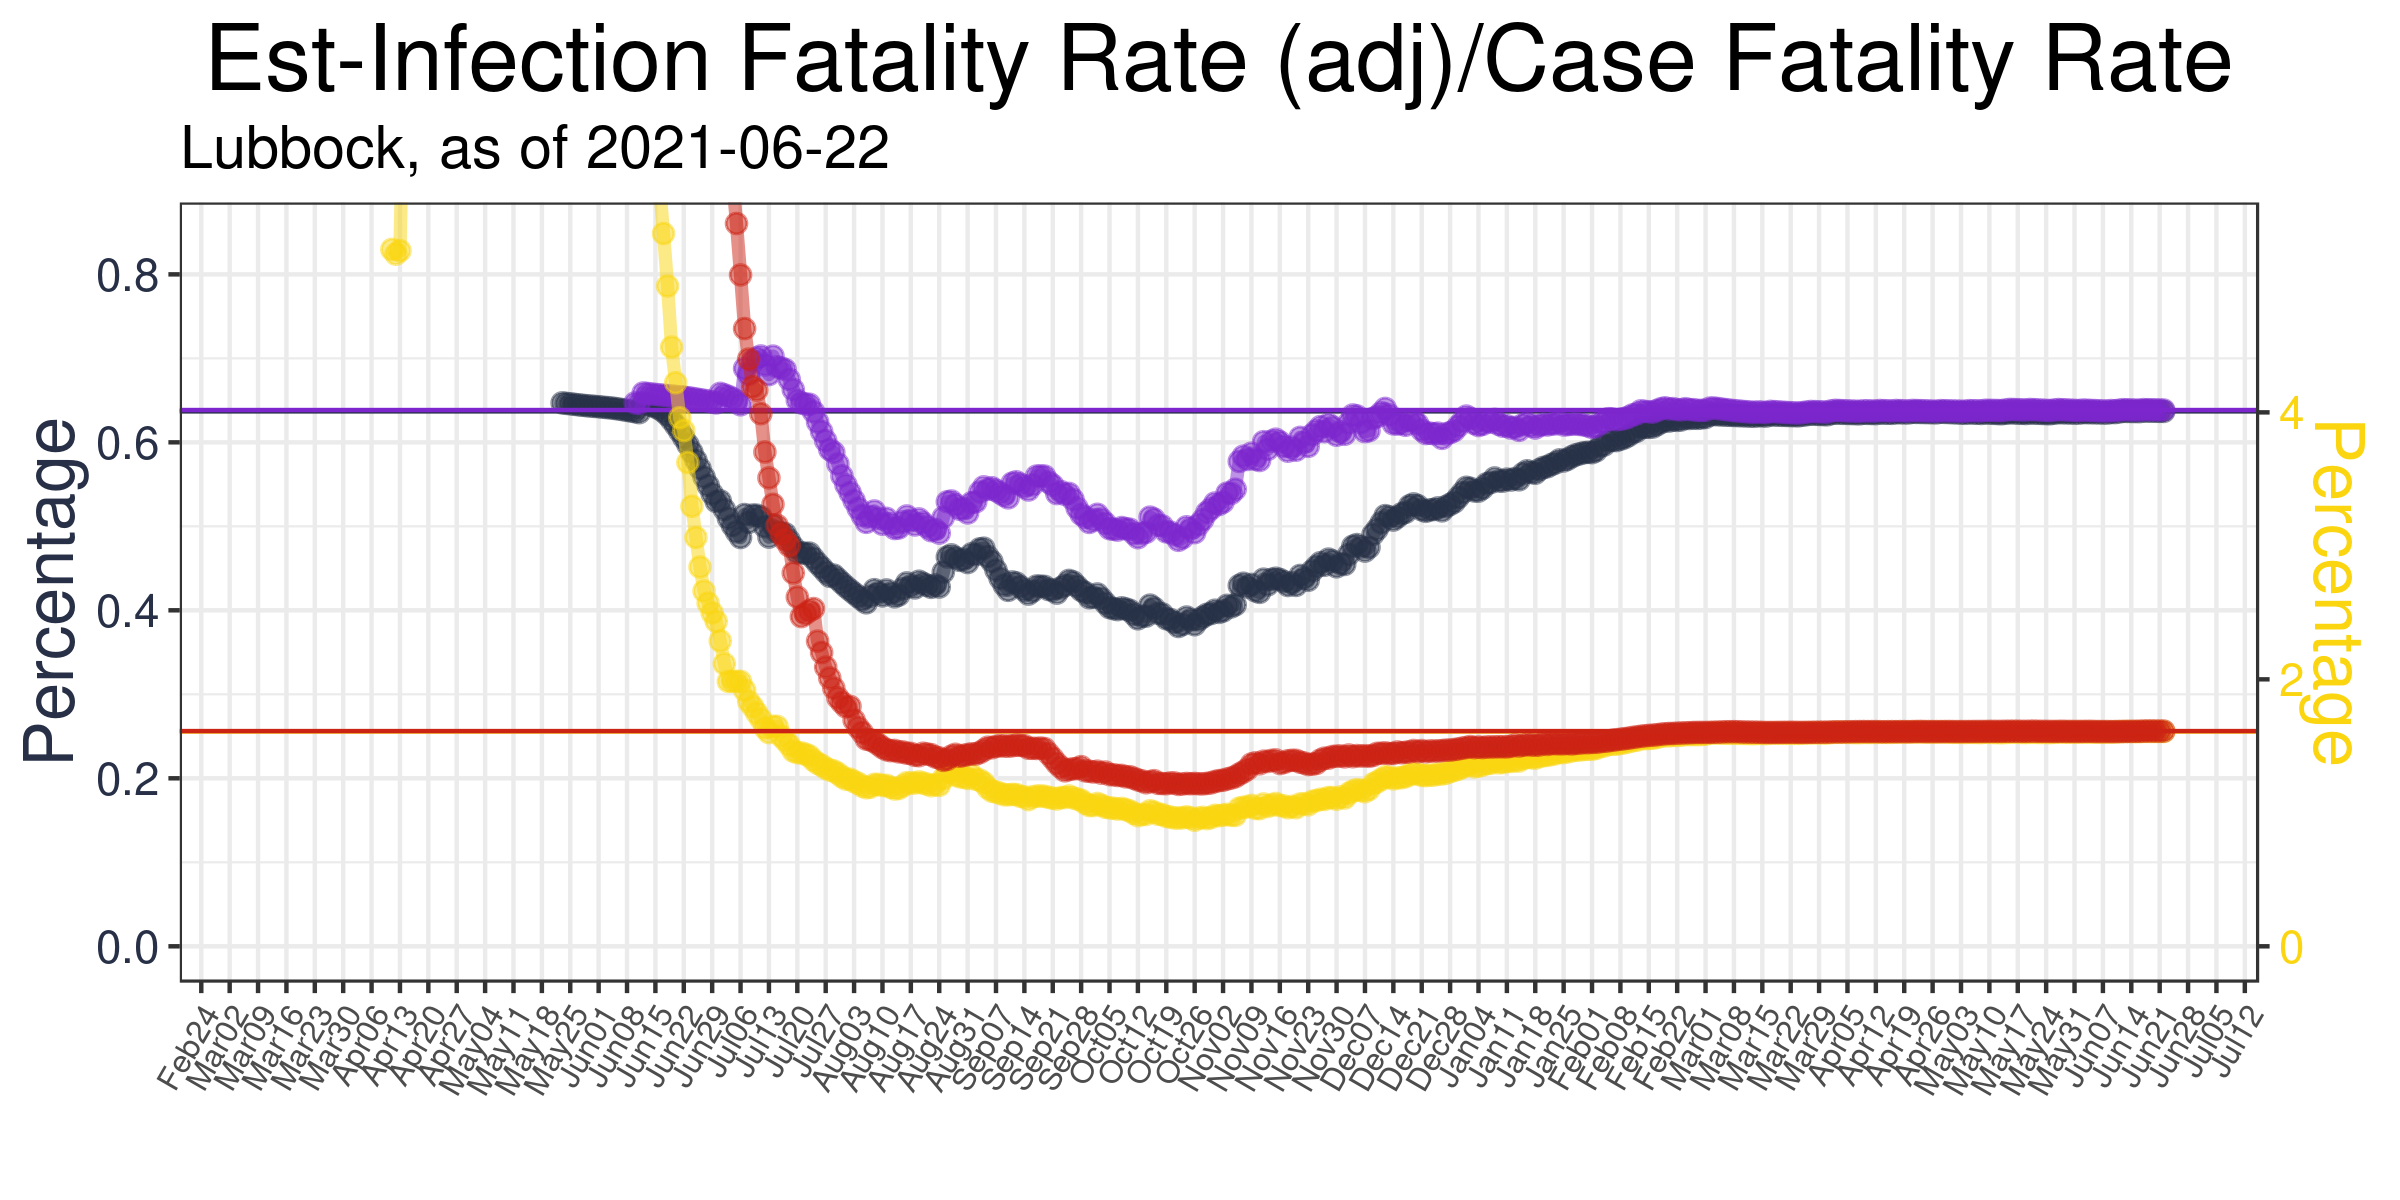 Est-Infection Fatality Rate (adj)/Case Fatality Rate
Lubbock, as of 2021-06-22
Percentage
0.8
0.6
0.4
0.2
0.0
4
2
0
Percentage
Feb24
Mar02
Mar09
Mar16
Mar23
Mar30
Apr06
Apr13
Apr20
Apr27
May04
May11
May18
May25
Jun01
Jun08
Jun15
Jun22
Jun29
Jul06
Jul13
Jul20
Jul27
Aug03
Aug10
Aug17
Aug24
Aug31
Sep07
Sep14
Sep21
Sep28
Oct05
Oct12
Oct19
Oct26
Nov02
Nov09
Nov16
Nov23
Nov30
Dec07
Dec14
Dec21
Dec28
Jan04
Jan11
Jan18
Jan25
Feb01
Feb08
Feb15
Feb22
Mar01
Mar08
Mar15
Mar22
Mar29
Apr05
Apr12
Apr19
Apr26
May03
May10
May17
May24
May31
Jun07
Jun14
Jun21
Jun28
Jul05
Jul12